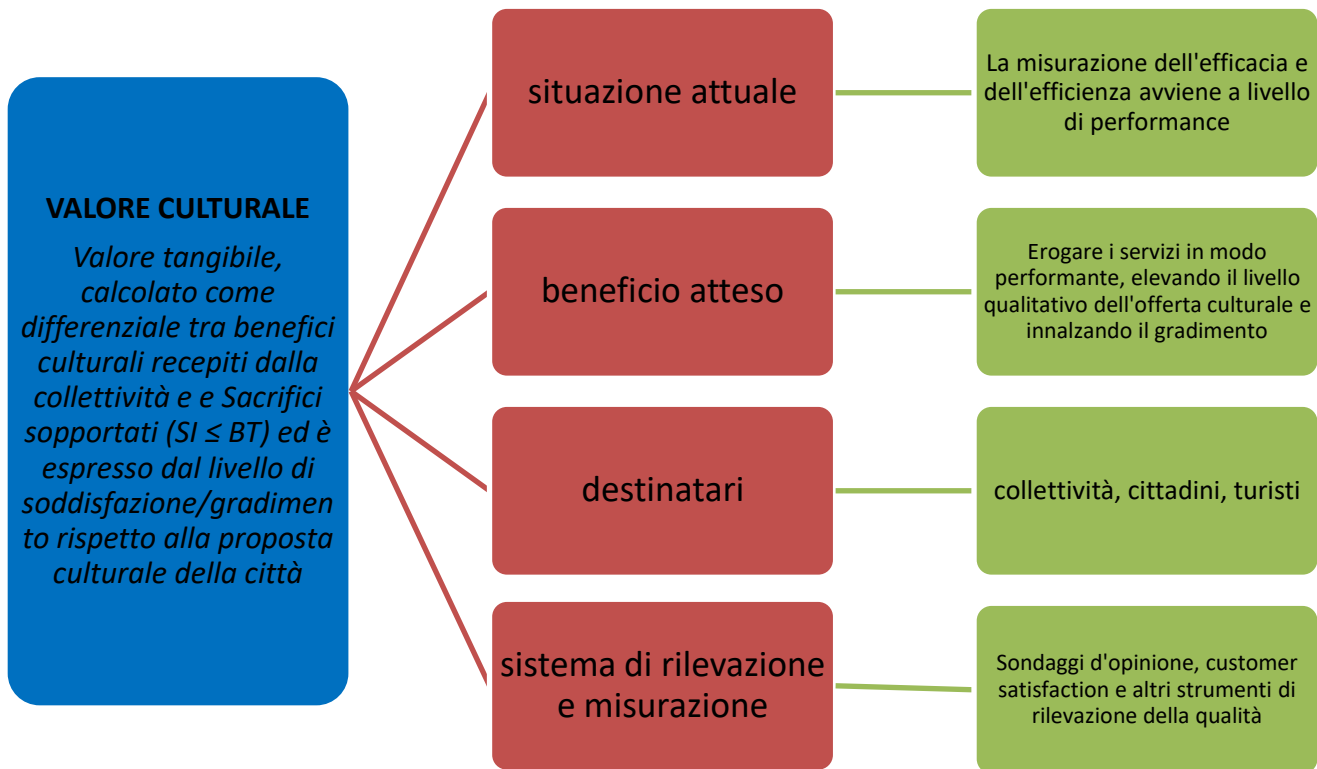 VALORE CULTURALE
Valore tangibile,
calcolato come
differenziale tra benefici
culturali recepiti dalla
collettività e e Sacrifici
sopportati (SI ≤ BT) ed è
espresso dal livello di
soddisfazione/gradimen
to rispetto alla proposta
culturale della città
situazione attuale
La misurazione dell'efficacia e
dell'efficienza avviene a livello
di performance
beneficio atteso
Erogare i servizi in modo
performante, elevando il livello
qualitativo dell'offerta culturale e
innalzando il gradimento
destinatari
collettività, cittadini, turisti
sistema di rilevazione
e misurazione
Sondaggi d'opinione, customer
satisfaction e altri strumenti di
rilevazione della qualità